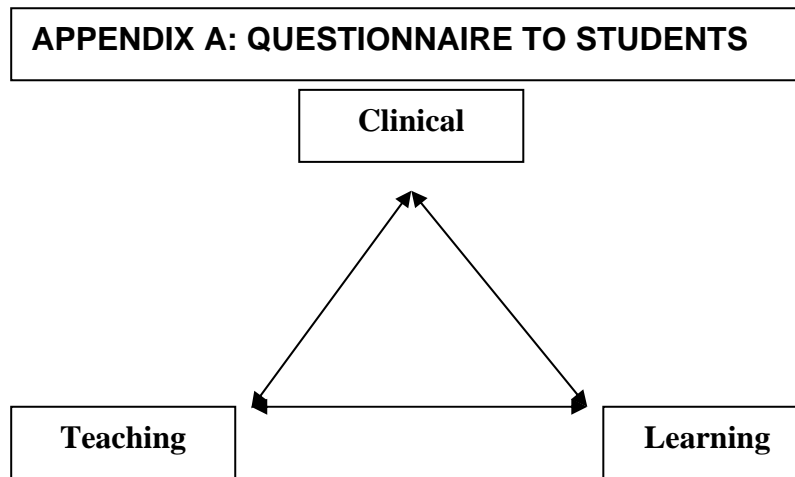 APPENDIX A: QUESTIONNAIRE TO STUDENTS
Clinical
Teaching
Learning